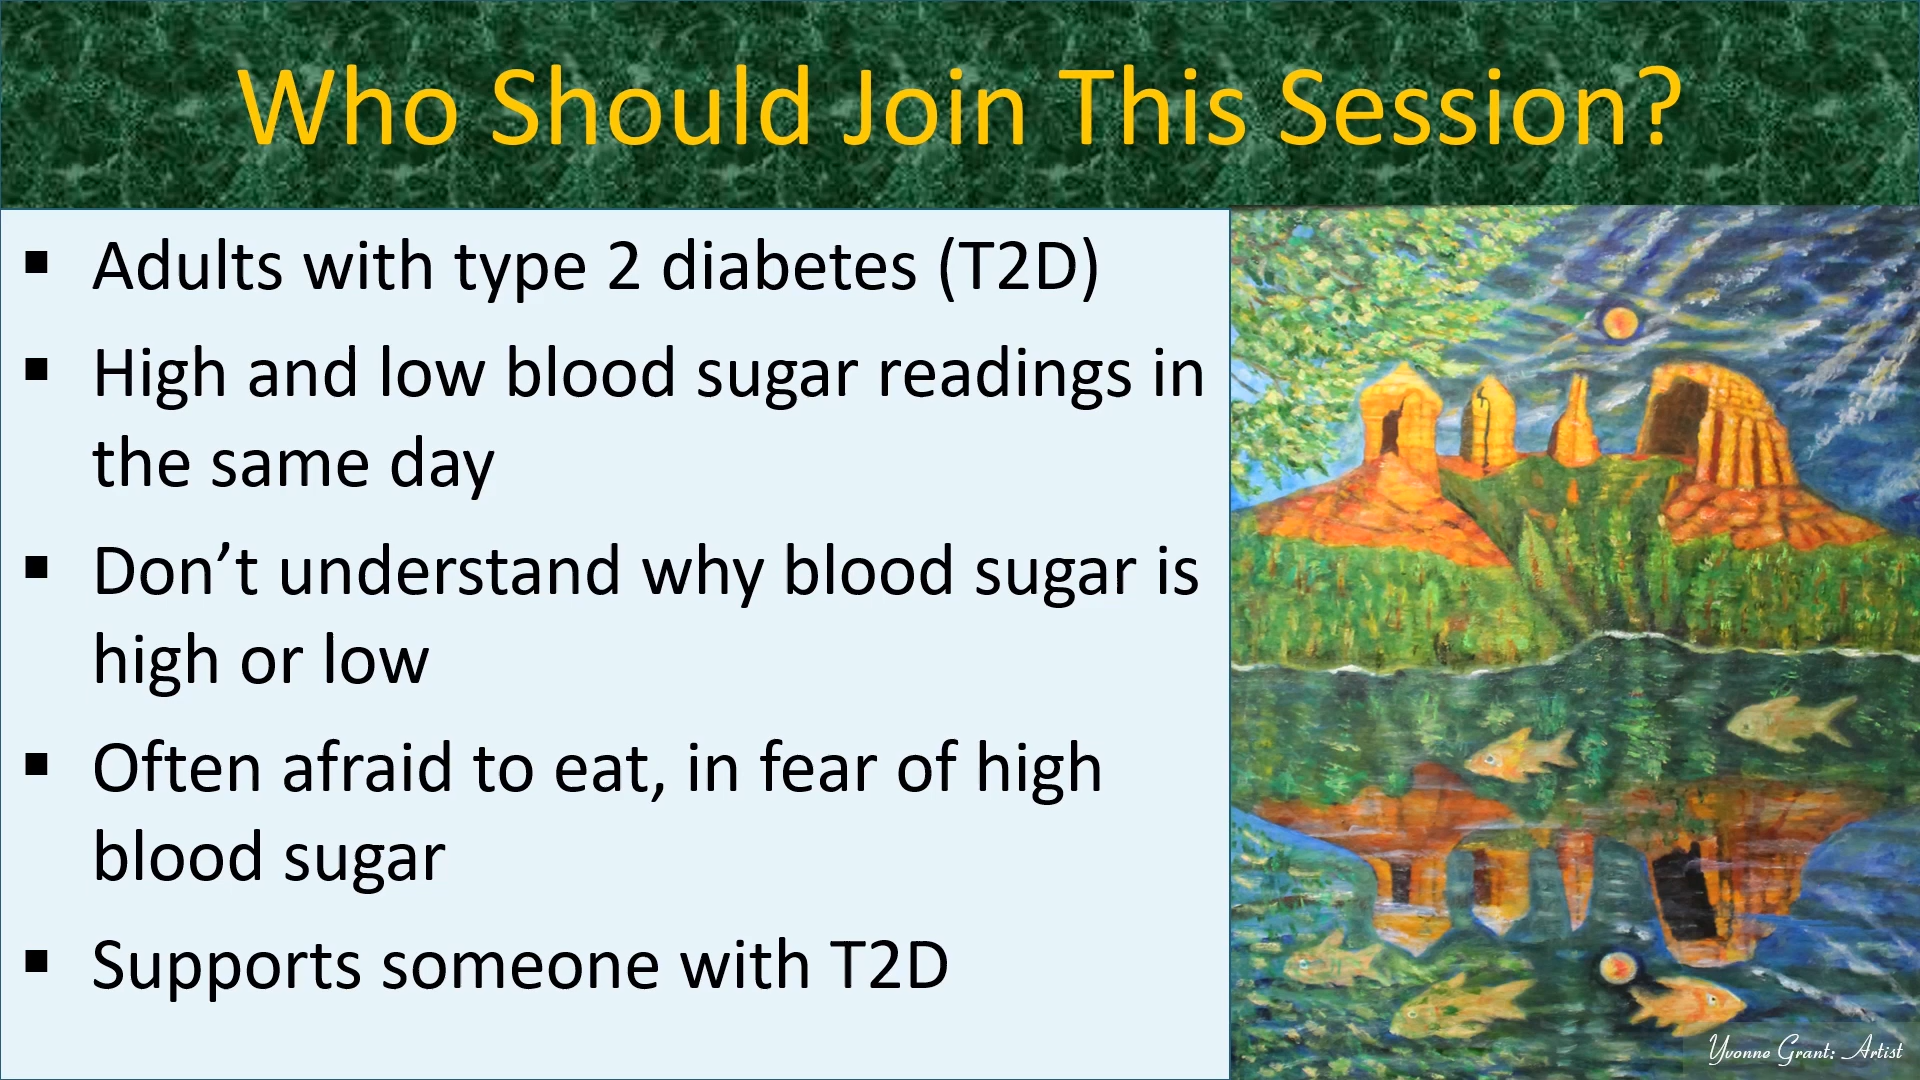 Who Should Join This Session?
▪ Adults with type 2 diabetes (T2D)
▪ High and low blood sugar readings in
the same day
▪ Don’t understand why blood sugar is
high or low
▪ Often afraid to eat, in fear of high
blood sugar
▪ Supports someone with T2D
Yvonne Grant: Artist